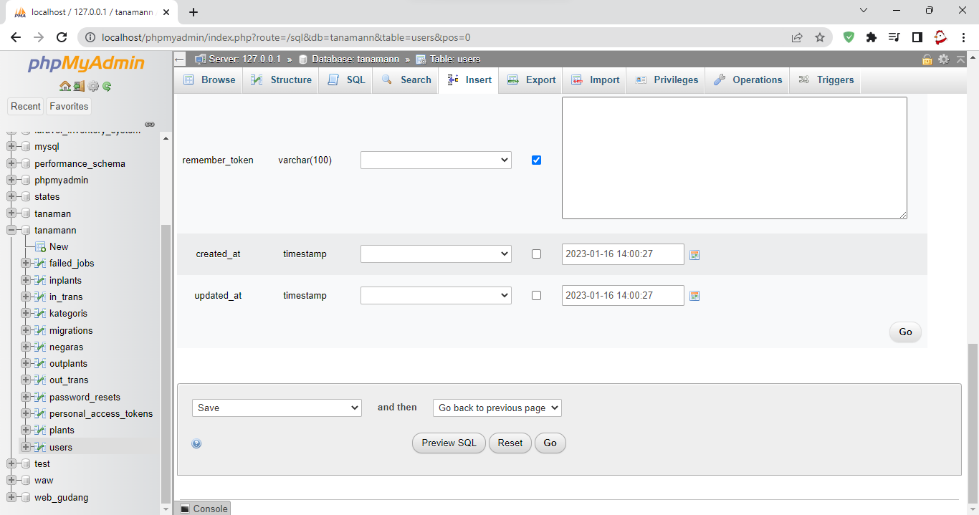 localhost / 127.0.0.1 / tanamann
localhost/phpmyadmin/index.php?route=/sql&db=tanamann&table=users&pos=0
phpMyAdmin
Recent Favorites
laravel_inventory_system
mysql
performance_schema
phpmyadmin
states
tanaman
tanamann
New
failed_jobs
inplants
in_trans
kategoris
migrations
negaras
outplants
out_trans
password_resets
personal_access_tokens
plants
users
test
waw
web_gudang
Server: 127.0.0.1 » Database: tanamann » Table: users
Browse Structure SQL Search Insert Export Import Privileges Operations Triggers
remember_token varchar(100)
created_at timestamp 2023-01-16 14:00:27
updated_at timestamp 2023-01-16 14:00:27
Go
Save and then Go back to previous page
Preview SQL Reset Go
Console